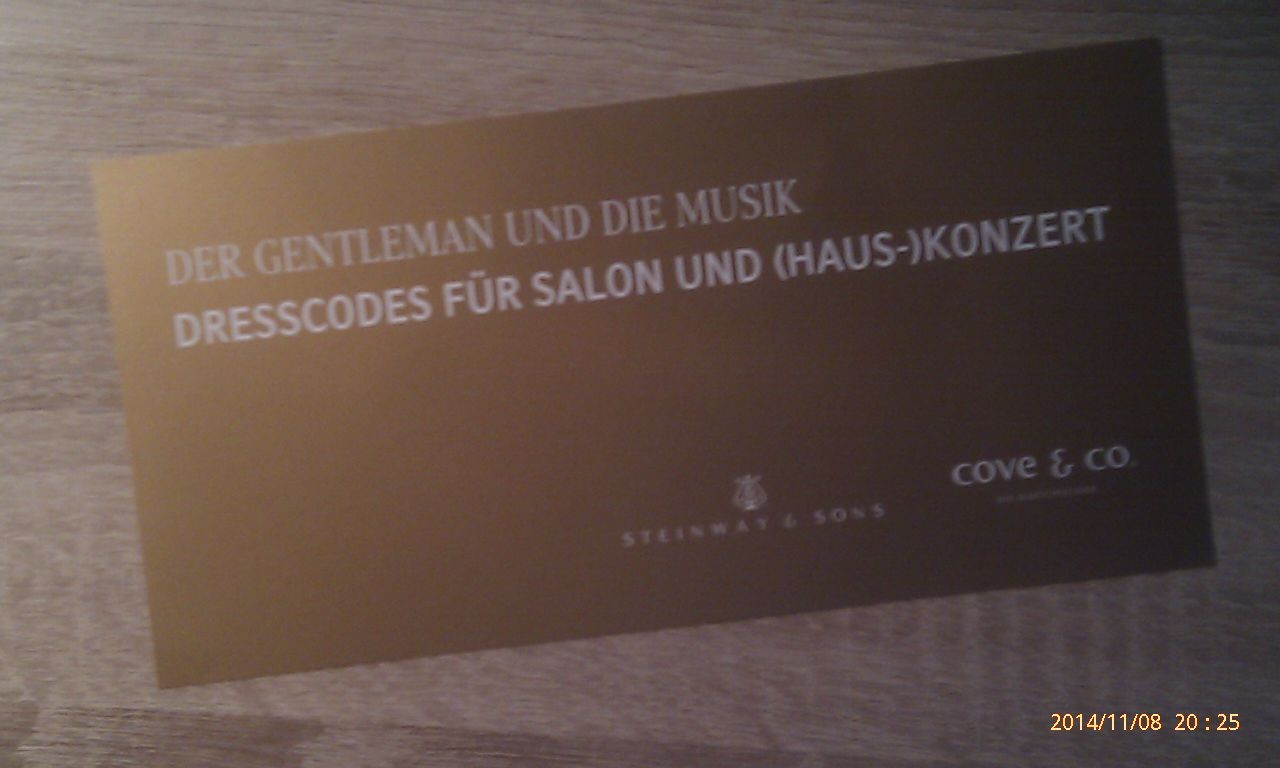 DER GENTLEMAN UND DIE MUSIK
DRESSCODES FÜR SALON UND (HAUS-)KONZERT
cove & co.
STEINWAY & SONS
2014/11/08 20:25